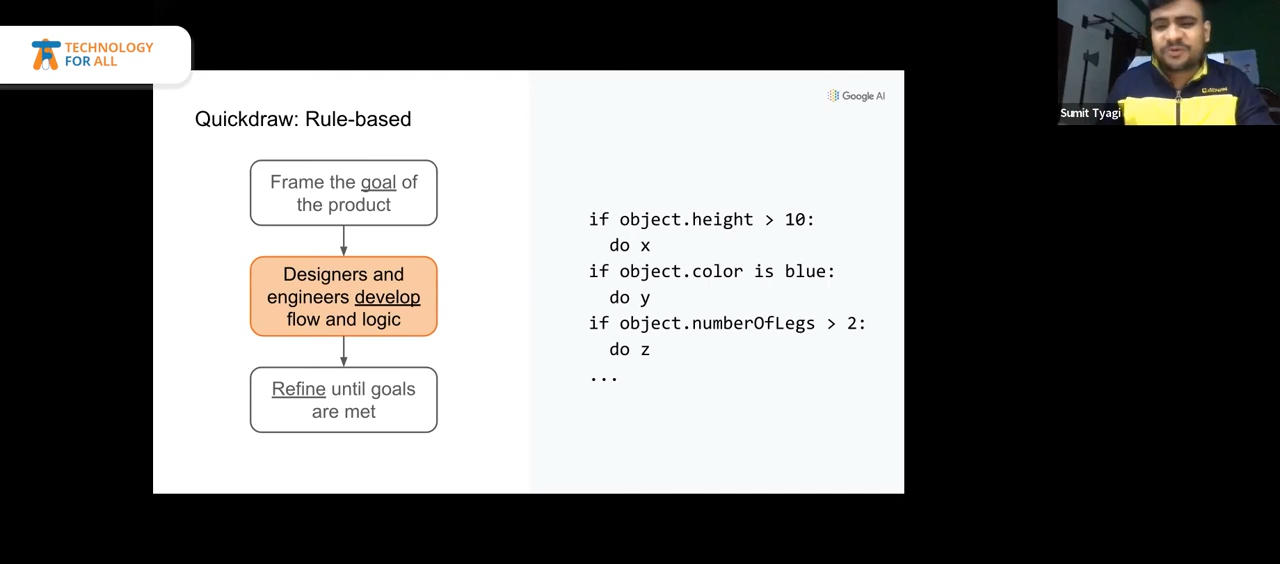 TECHNOLOGY
FOR ALL
Google AI
Quickdraw: Rule-based
Frame the goal of
the product
Designers and
engineers develop
flow and logic
Refine until goals
are met
if object.height > 10:
do x
if object.color is blue:
do y
if object.numberOfLegs > 2:
do z
...
Sumit Tyagi